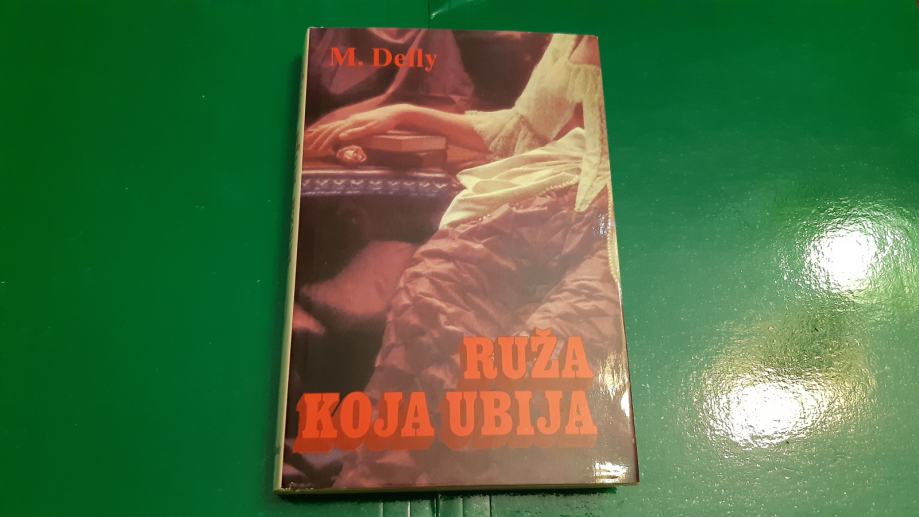 M. Delly
RUŽA
KOJA UBIJA